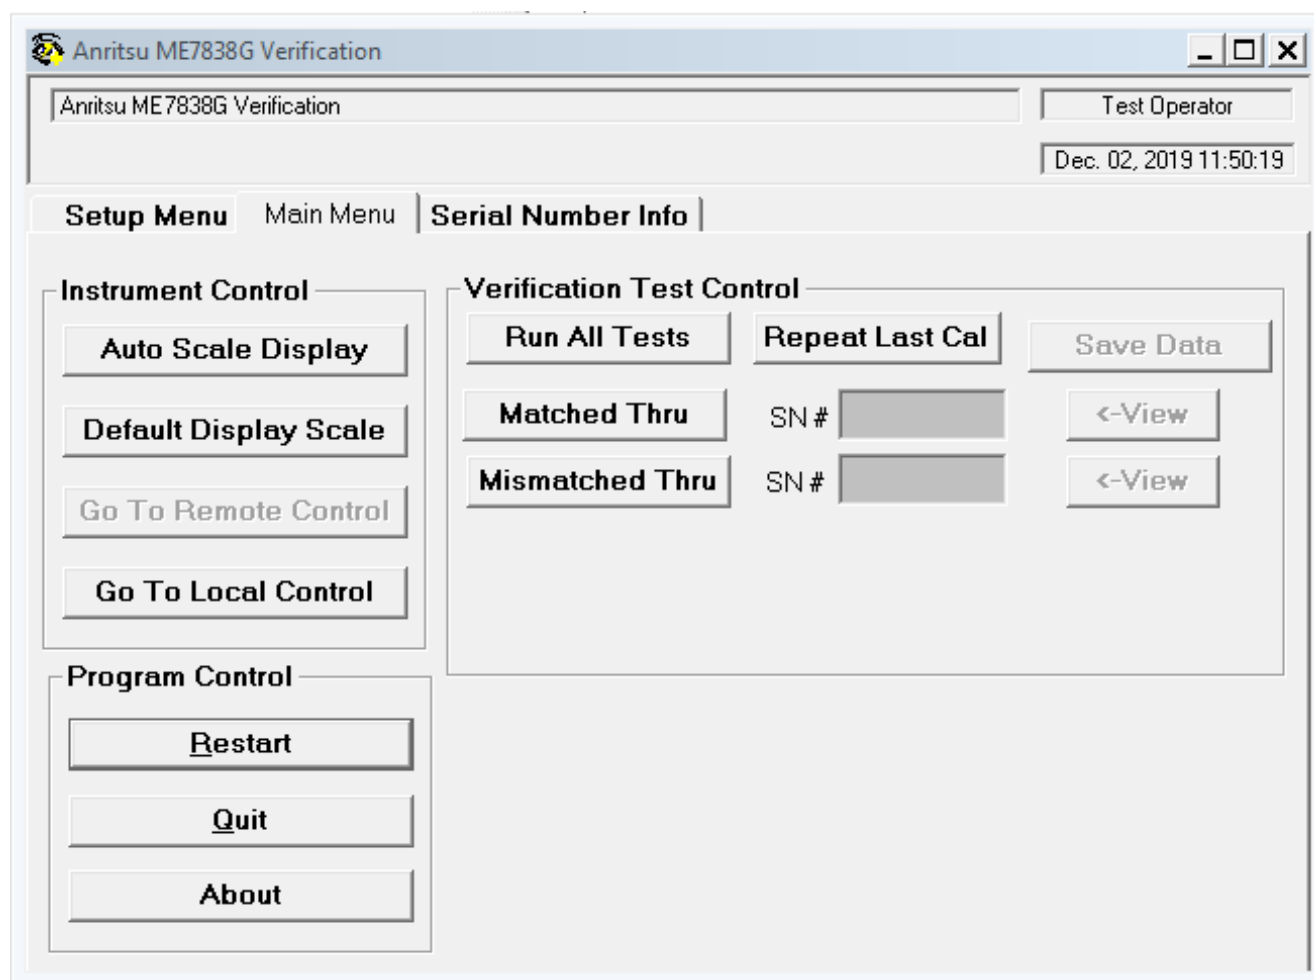 Anritsu ME7838G Verification
Anritsu ME7838G Verification
Test Operator
Dec. 02, 2019 11:50:19
Setup Menu Main Menu Serial Number Info
Instrument Control
Auto Scale Display
Default Display Scale
Go To Remote Control
Go To Local Control
Program Control
Restart
Quit
About
Verification Test Control
Run All Tests Repeat Last Cal Save Data
Matched Thru SN # <-View
Mismatched Thru SN # <-View